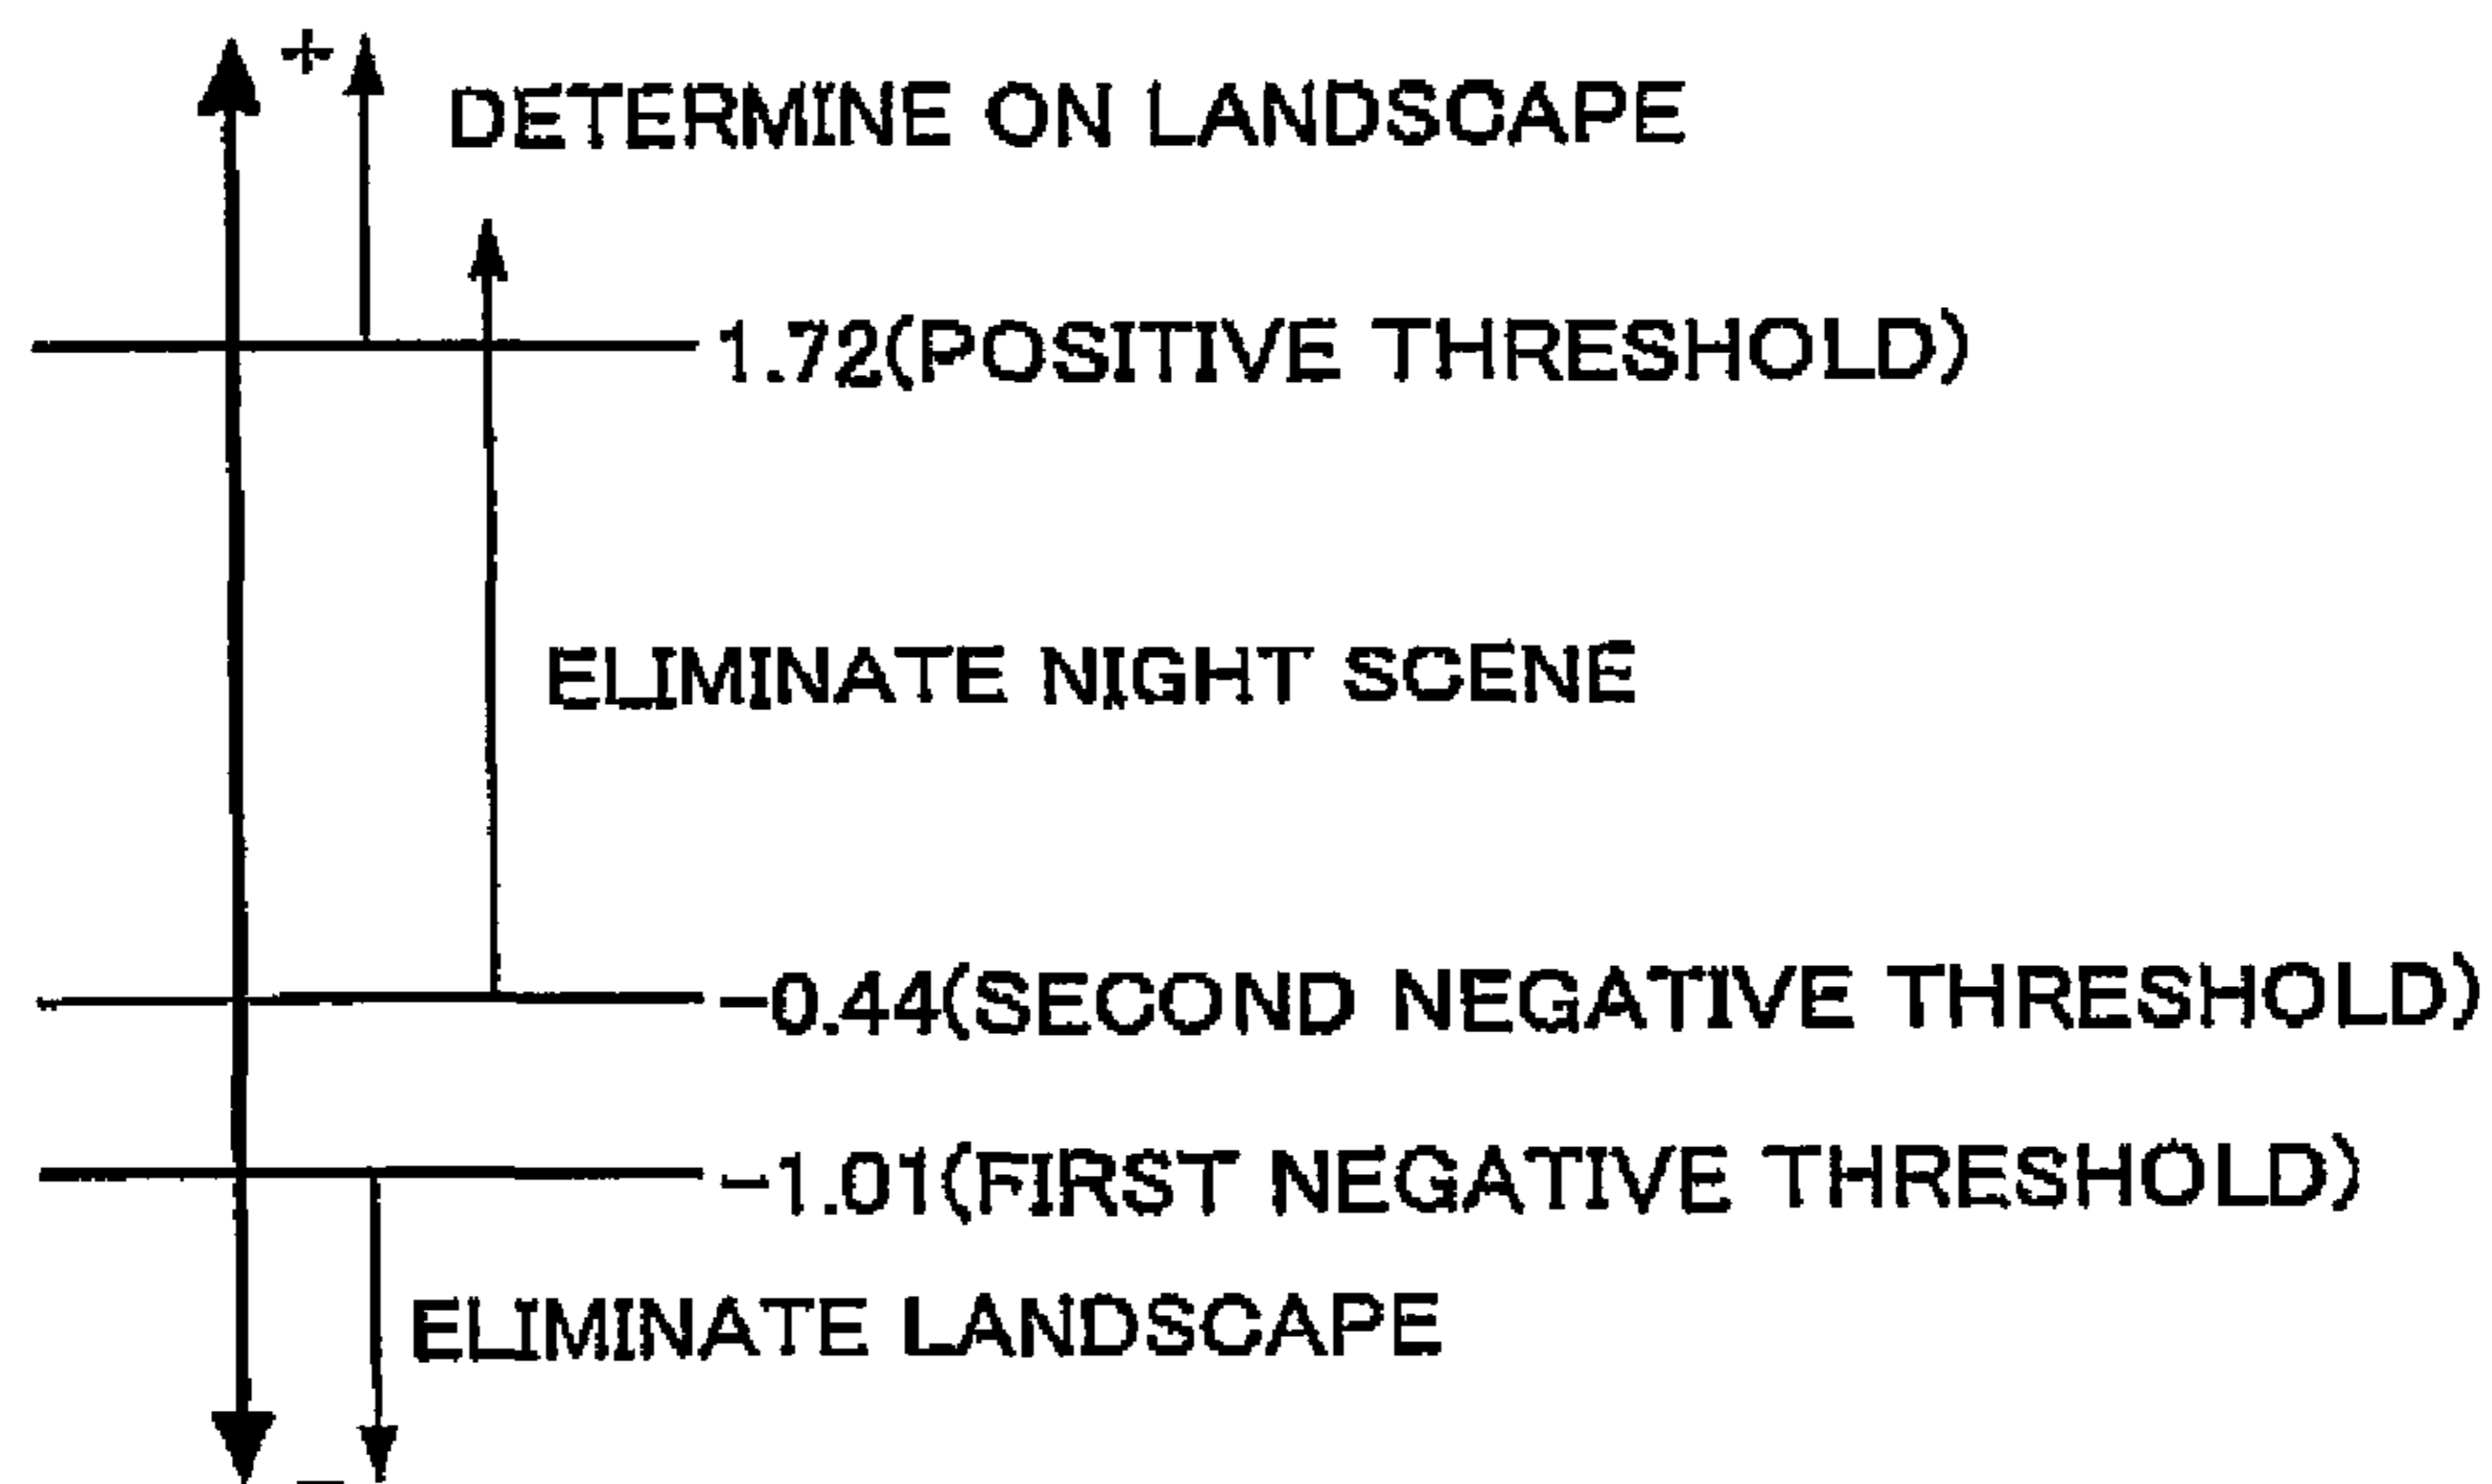 +
DETERMINE ON LANDSCAPE
1.72(POSITIVE THRESHOLD)
ELIMINATE NIGHT SCENE
−0.44(SECOND NEGATIVE THRESHOLD)
−1.01(FIRST NEGATIVE THRESHOLD)
ELIMINATE LANDSCAPE
−